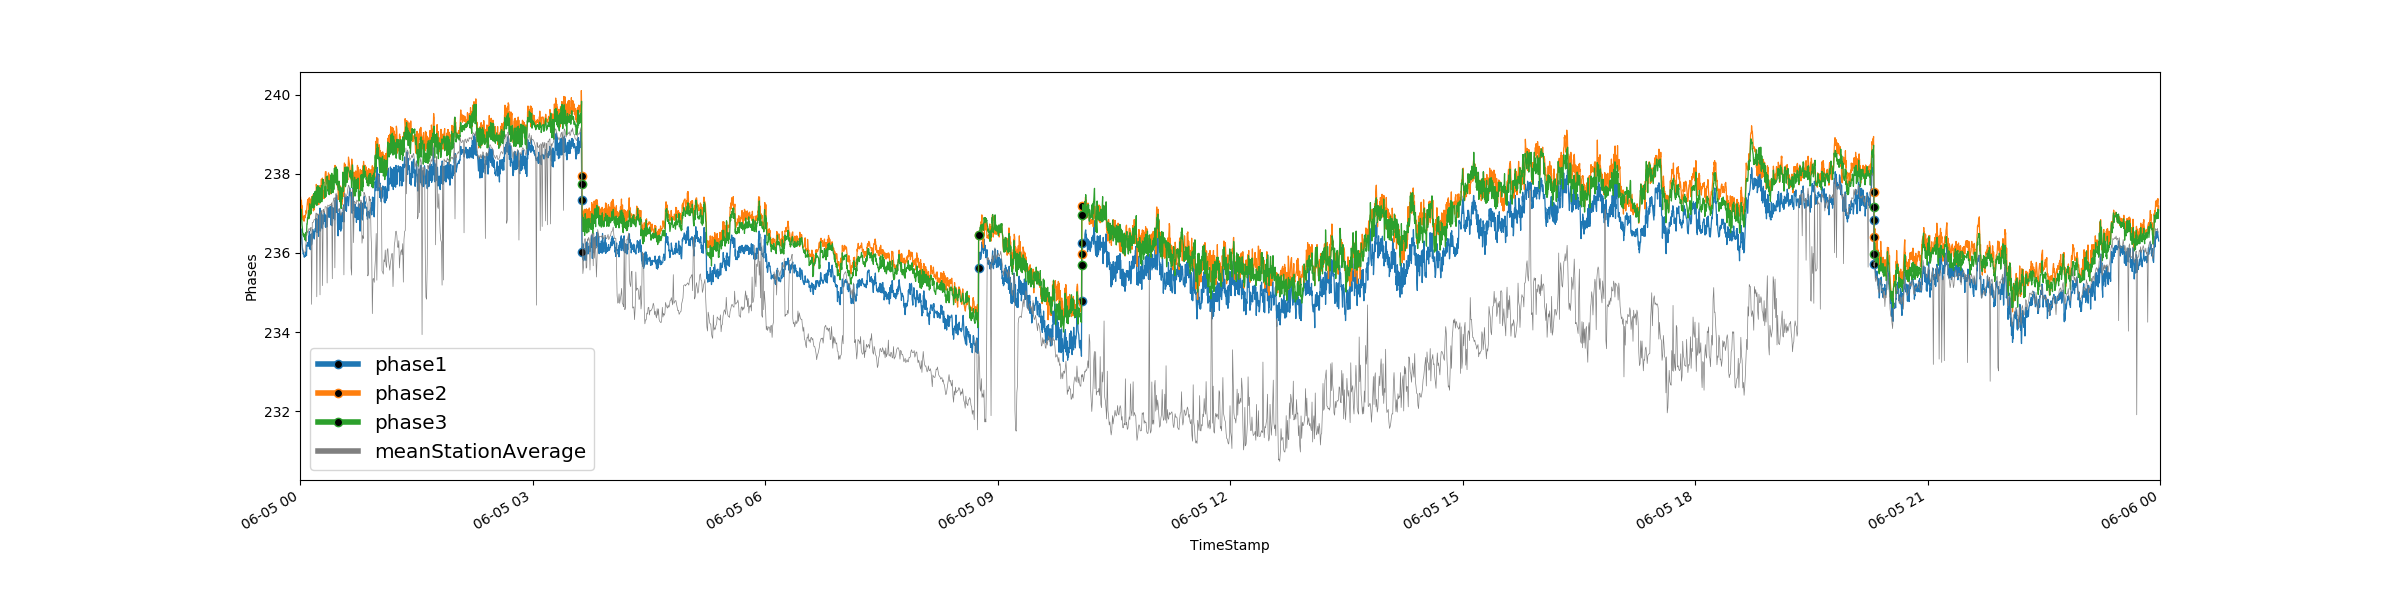 240
238
236
234
232
Phases
phase1
phase2
phase3
meanStationAverage
06-05 00
06-05 03
06-05 06
06-05 09
06-05 12
06-05 15
06-05 18
06-05 21
06-06 00
TimeStamp